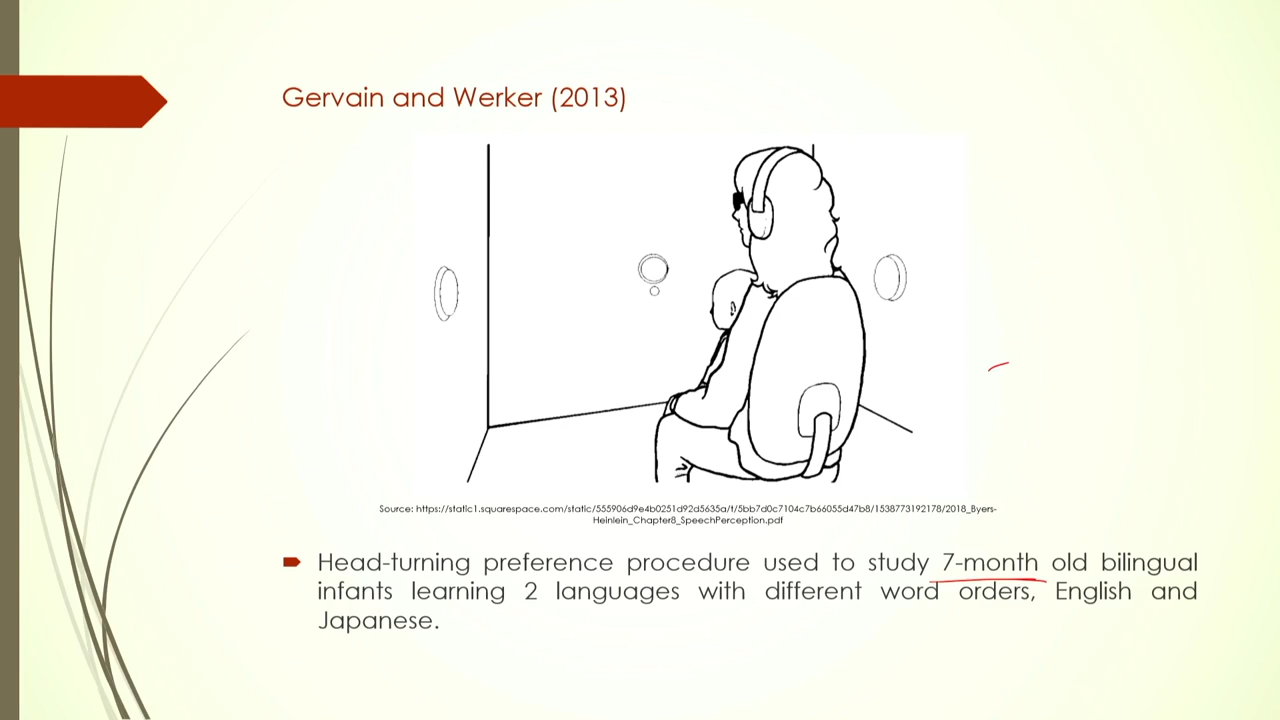 Gervain and Werker (2013)
Source: https://static1.squarespace.com/static/555906d9e4b0251d92d5635a/t/5bb7d0c7104c7b66055d47b8/1538773192178/2018_Byers-
Heinlein_Chapter8_SpeechPerception.pdf
Head-turning preference procedure used to study 7-month old bilingual
infants learning 2 languages with different word orders, English and
Japanese.